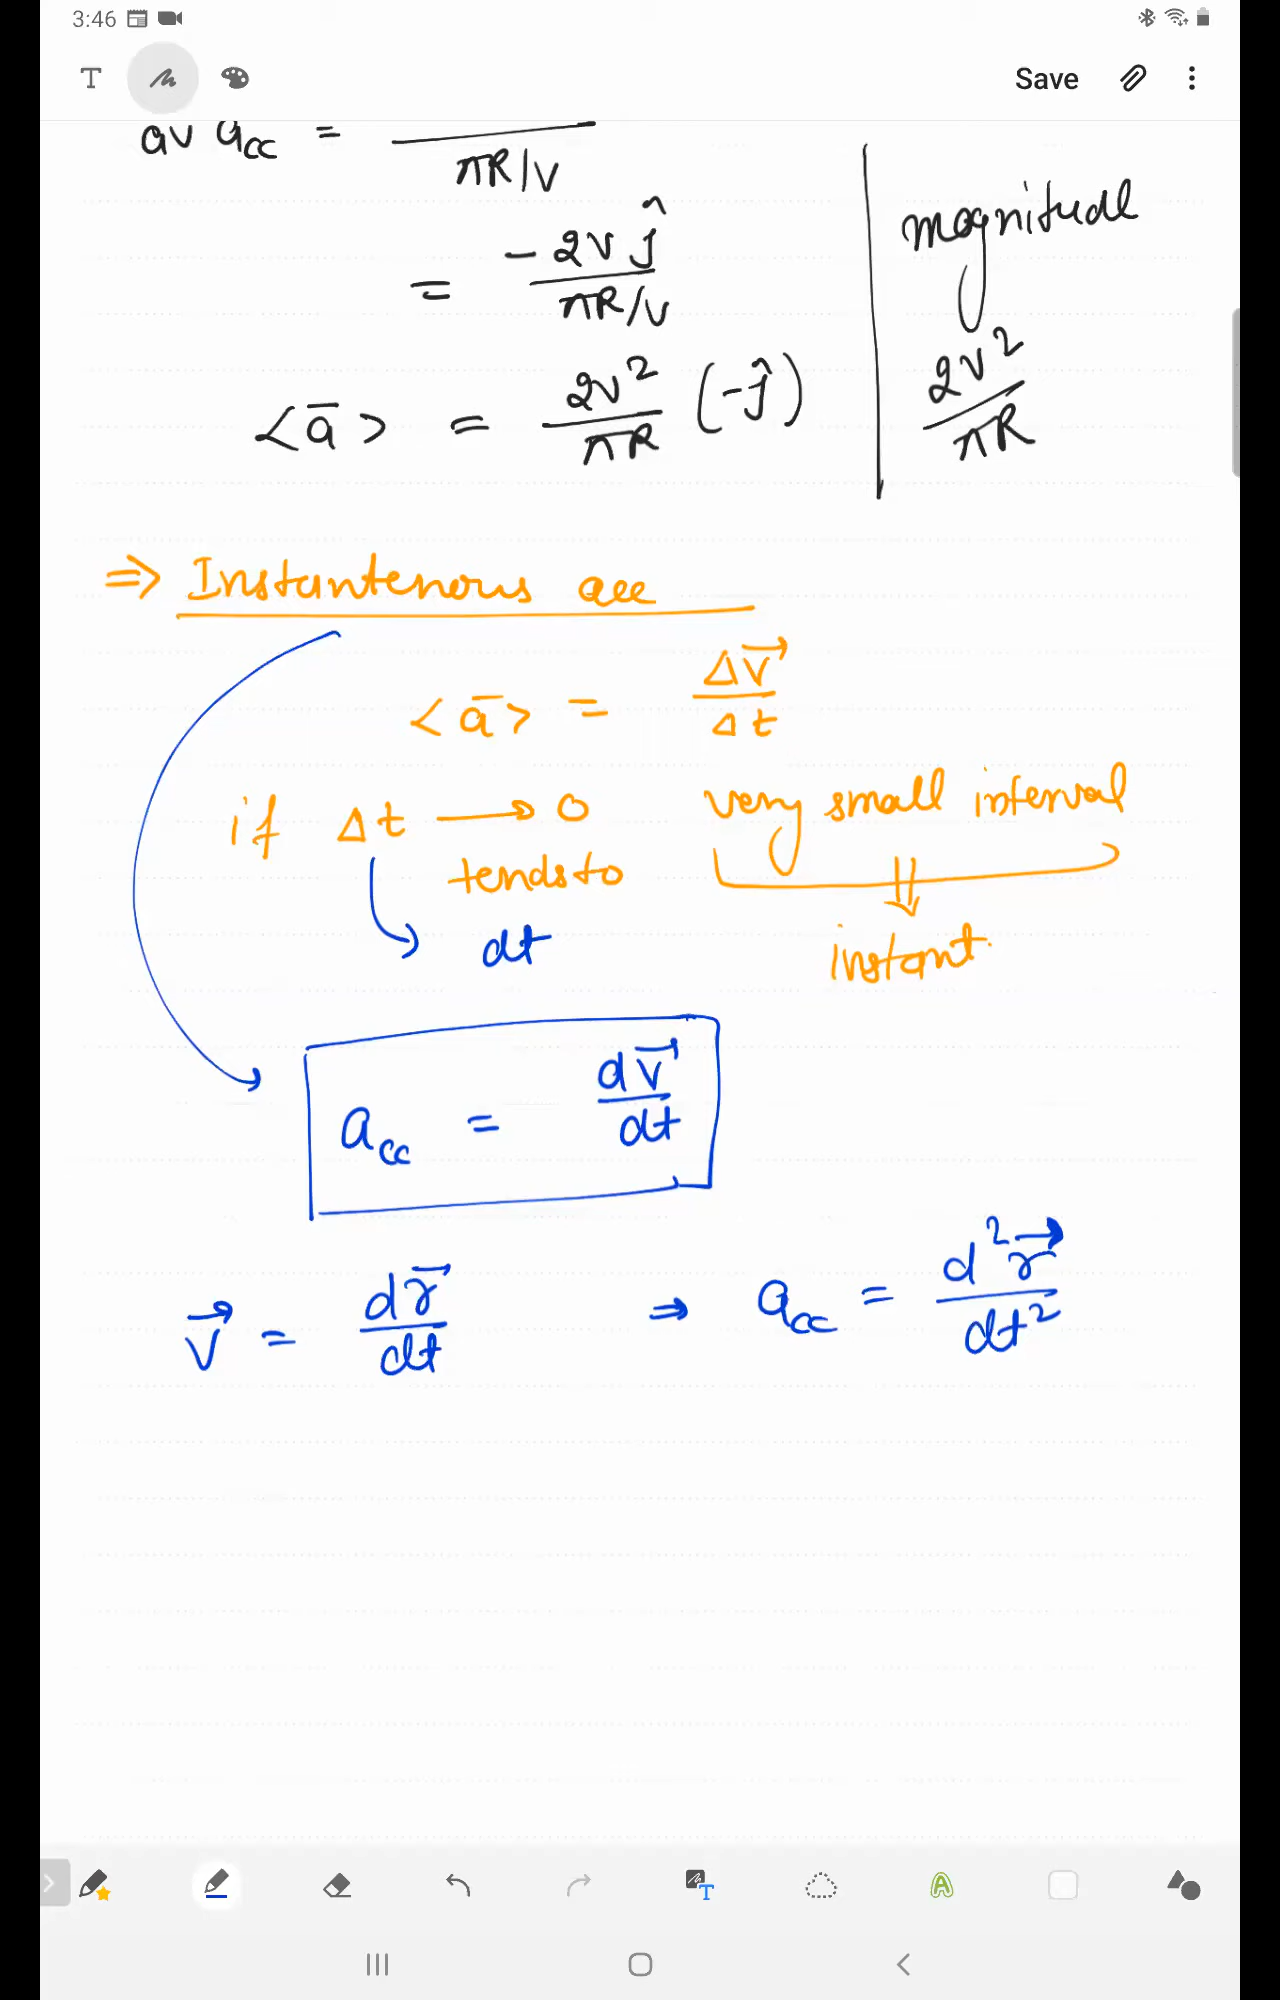 3:46
T Save
av acc =
πR/v
= -2v ĵ / πR/v
<a̅> = 2v² / πR (-ĵ)
magnitude
2v² / πR
⇒ Instantenous acc
<a̅> = Δv⃗ / Δt
if Δt → 0 very small interval
tends to
dt instant
acc = dv⃗ / dt
v⃗ = dr⃗ / dt ⇒ acc = d²r⃗ / dt²